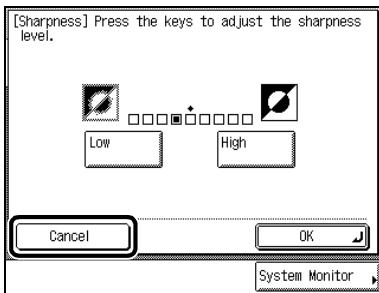 [Sharpness] Press the keys to adjust the sharpness
level.
Low High
Cancel OK
System Monitor